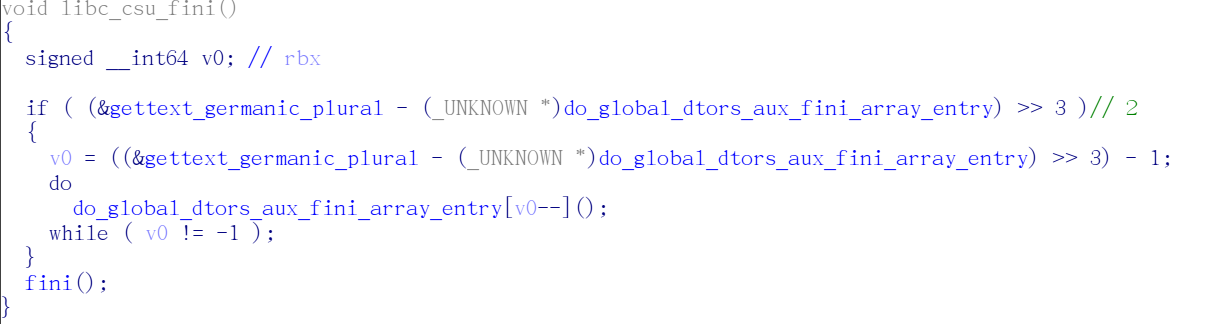 void libc_csu_fini()
{
  signed __int64 v0; // rbx
  if ( (&gettext_germanic_plural - (_UNKNOWN *)do_global_dtors_aux_fini_array_entry) >> 3 )// 2
  {
    v0 = ((&gettext_germanic_plural - (_UNKNOWN *)do_global_dtors_aux_fini_array_entry) >> 3) - 1;
    do
      do_global_dtors_aux_fini_array_entry[v0--]();
    while ( v0 != -1 );
  }
  fini();
}